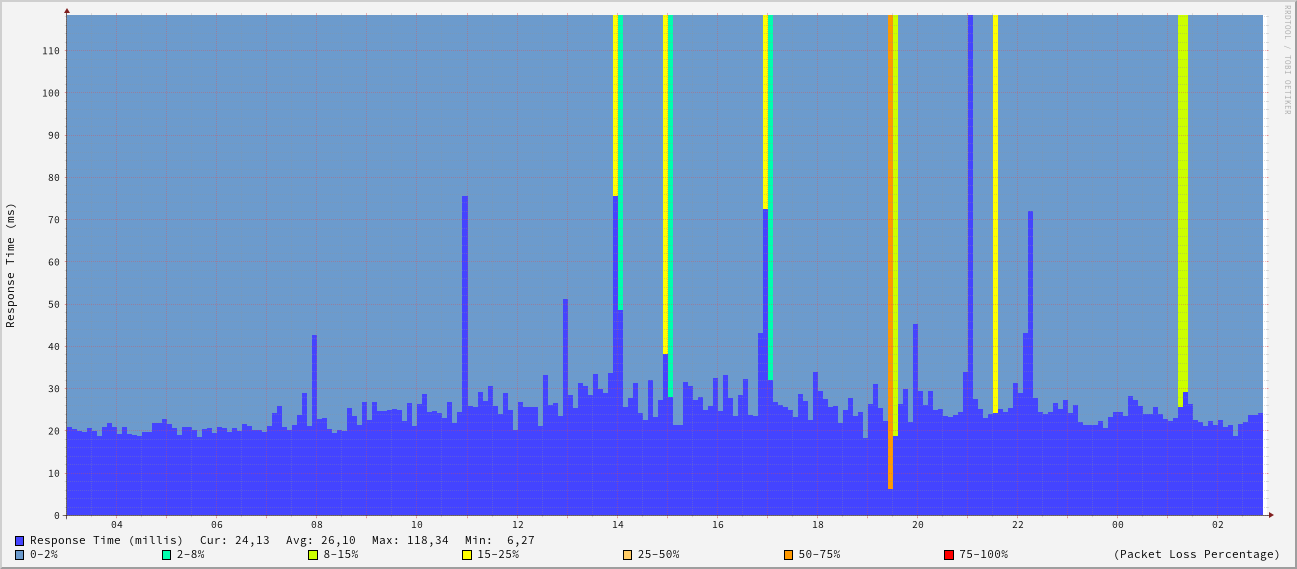 RRDTOOL / TOBI OETIKER
Response Time (ms)
110
100
90
80
70
60
50
40
30
20
10
0
04 06 08 10 12 14 16 18 20 22 00 02
Response Time (millis) Cur: 24,13 Avg: 26,10 Max: 118,34 Min: 6,27
0-2% 2-8% 8-15% 15-25% 25-50% 50-75% 75-100% (Packet Loss Percentage)